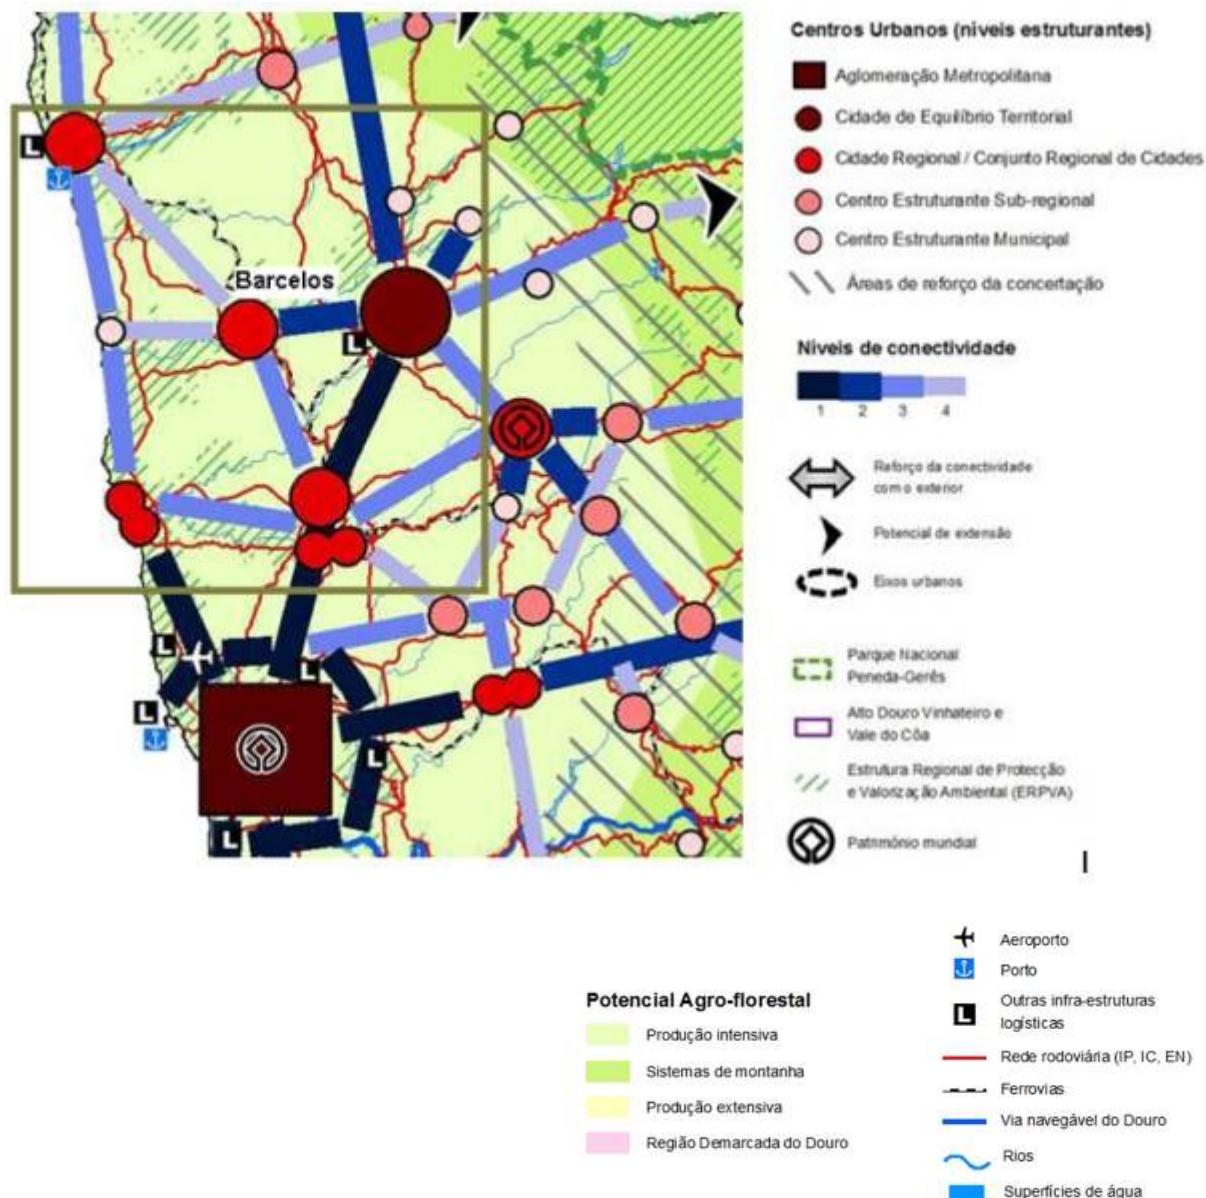 Barcelos
L
L
L
L
L
L
L
Centros Urbanos (níveis estruturantes)
Aglomeração Metropolitana
Cidade de Equilíbrio Territorial
Cidade Regional / Conjunto Regional de Cidades
Centro Estruturante Sub-regional
Centro Estruturante Municipal
Áreas de reforço da concertação
Níveis de conectividade
1 2 3 4
Reforço da conectividade
com o exterior
Potencial de extensão
Eixos urbanos
Parque Nacional
Peneda-Gerês
Alto Douro Vinhateiro e
Vale do Côa
Estrutura Regional de Protecção
e Valorização Ambiental (ERPVA)
Património mundial
Potencial Agro-florestal
Produção intensiva
Sistemas de montanha
Produção extensiva
Região Demarcada do Douro
Aeroporto
Porto
L
Outras infra-estruturas
logísticas
Rede rodoviária (IP, IC, EN)
Ferrovias
Via navegável do Douro
Rios
Superfícies de água